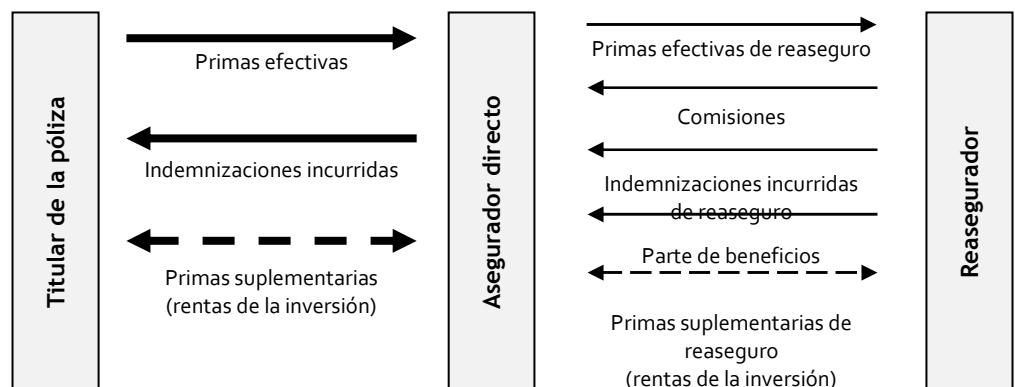 Titular de la póliza
Primas efectivas
Indemnizaciones incurridas
Primas suplementarias
(rentas de la inversión)
Asegurador directo
Primas efectivas de reaseguro
Comisiones
Indemnizaciones incurridas
de reaseguro
Parte de beneficios
Primas suplementarias de
reaseguro
(rentas de la inversión)
Reasegurador